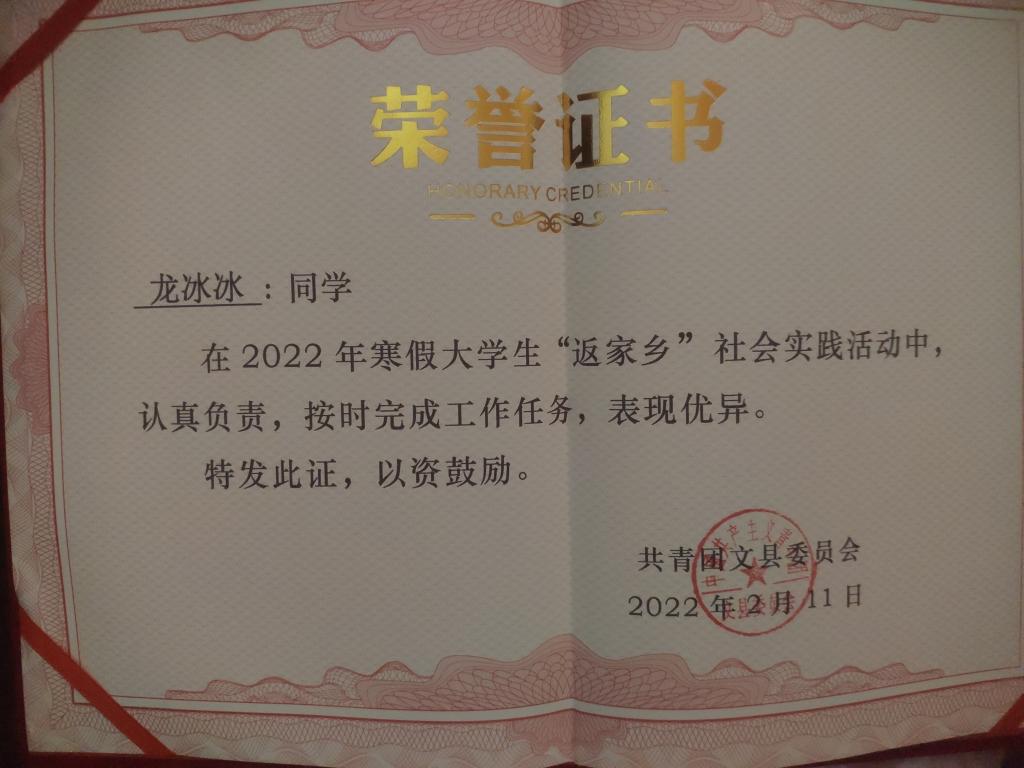 荣誉证书
HONORARY CREDENTIAL
龙冰冰：同学
在2022年寒假大学生“返家乡”社会实践活动中，
认真负责，按时完成工作任务，表现优异。
特发此证，以资鼓励。
共青团文县委员会
2022年2月11日